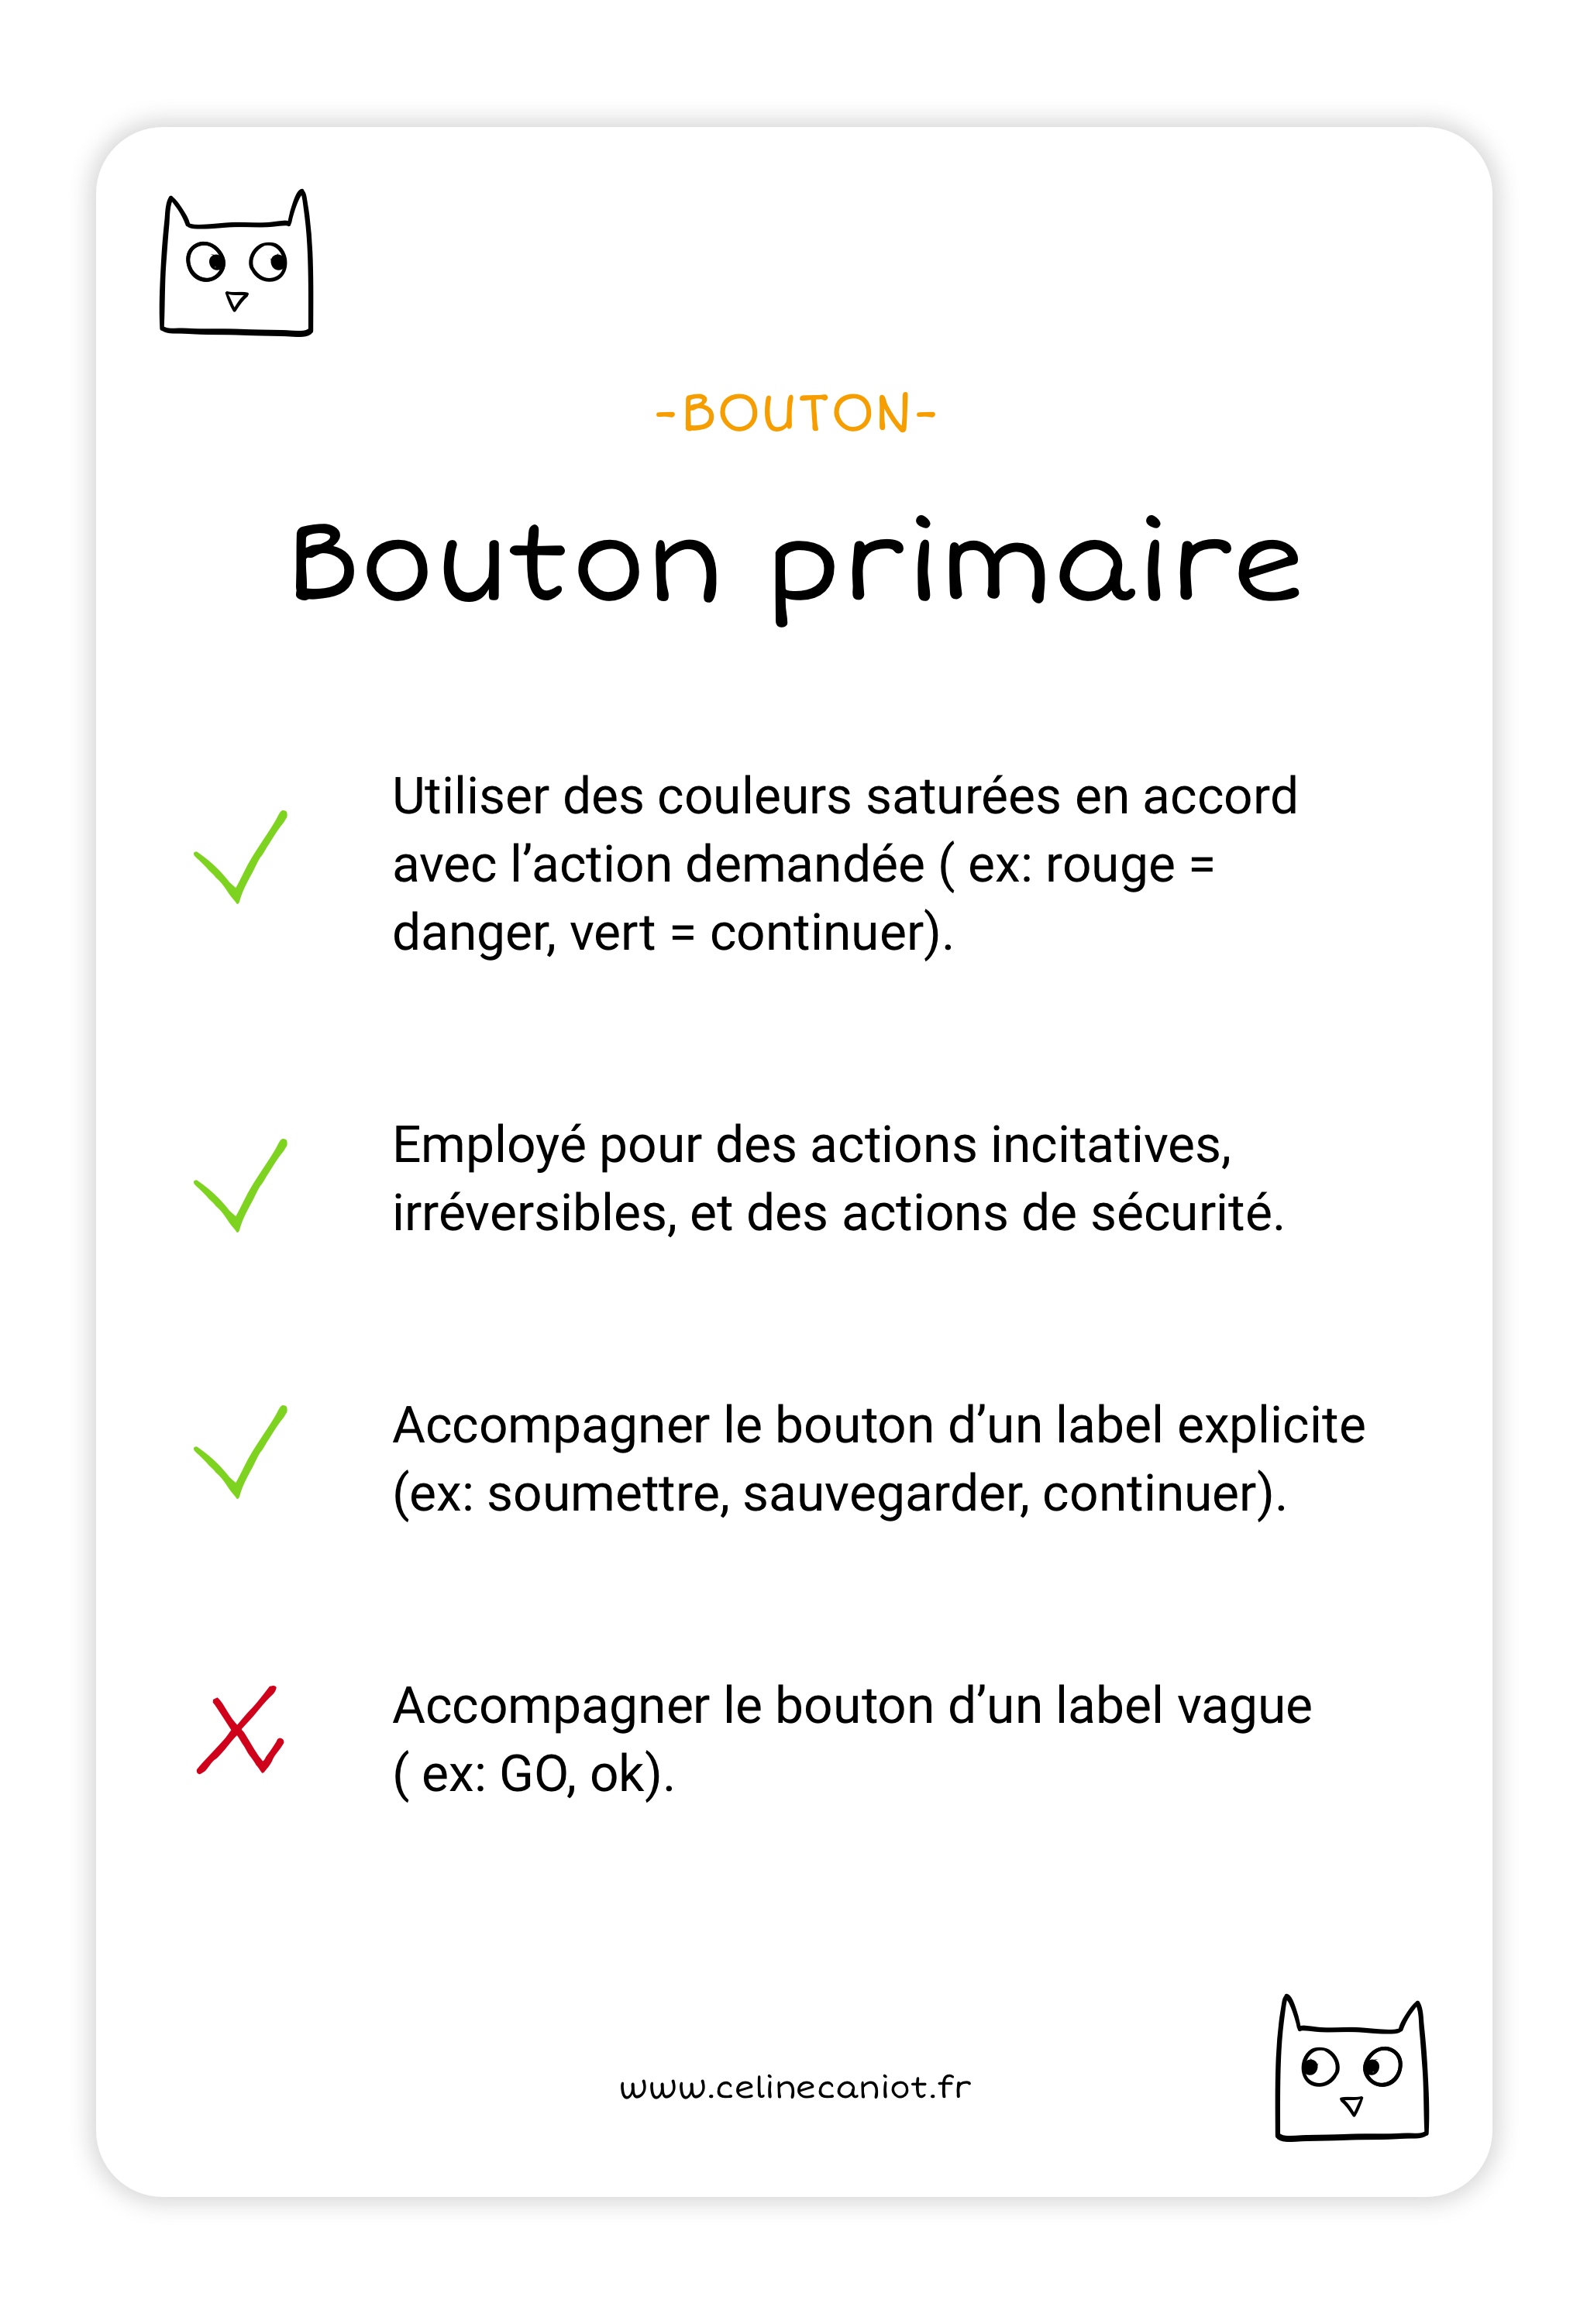 -BOUTON-
Bouton primaire
Utiliser des couleurs saturées en accord
avec l’action demandée ( ex: rouge =
danger, vert = continuer).
Employé pour des actions incitatives,
irréversibles, et des actions de sécurité.
Accompagner le bouton d’un label explicite
(ex: soumettre, sauvegarder, continuer).
Accompagner le bouton d’un label vague
( ex: GO, ok).
www.celinecaniot.fr